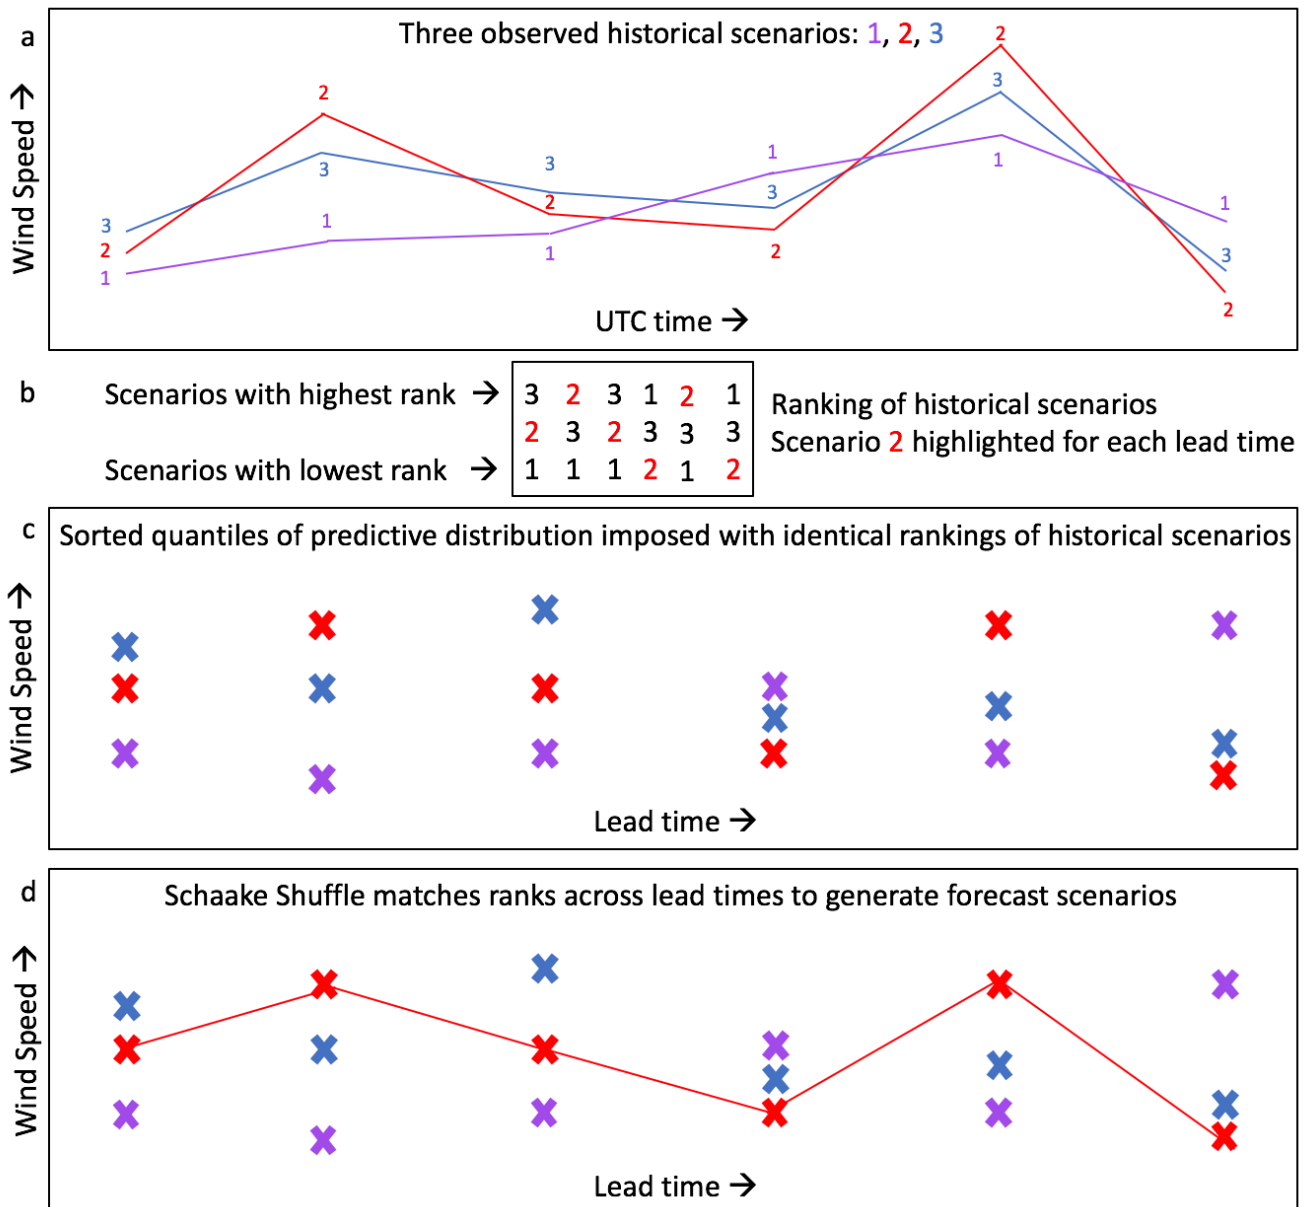 a
Three observed historical scenarios: 1, 2, 3
Wind Speed →
2
2
3
3
3
1
1
3
3
2
1
3
2
1
2
1
1
2
3
1
2
UTC time →
b
Scenarios with highest rank → 3 2 3 1 2 1
2 3 2 3 3 3
Scenarios with lowest rank → 1 1 1 2 1 2
Ranking of historical scenarios
Scenario 2 highlighted for each lead time
c
Sorted quantiles of predictive distribution imposed with identical rankings of historical scenarios
Wind Speed →
Lead time →
d
Schaake Shuffle matches ranks across lead times to generate forecast scenarios
Wind Speed →
Lead time →